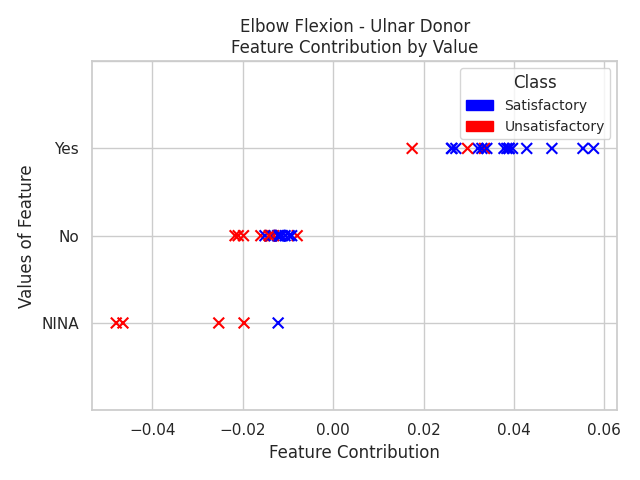 Elbow Flexion - Ulnar Donor
Feature Contribution by Value
Class
Satisfactory
Unsatisfactory
Values of Feature
Yes
No
NINA
−0.04
−0.02
0.00
0.02
0.04
0.06
Feature Contribution